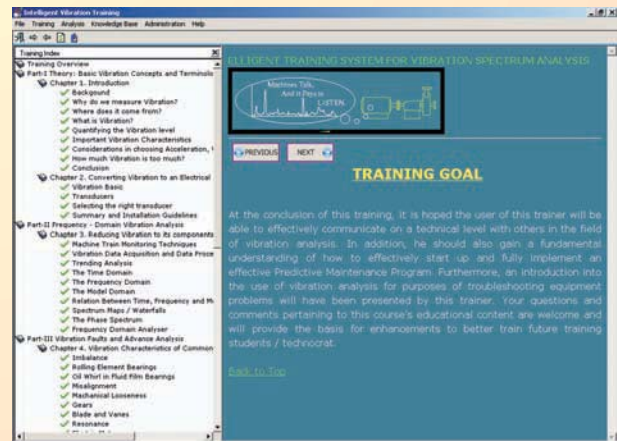 Intelligent Vibration Training
File Training Analysis Knowledge Base Administration Help
Training Index
Training Overview
Part-I Theory: Basic Vibration Concepts and Terminolo
Chapter 1. Introduction
Backgound
Why do we measure Vibration?
Where does it come from?
What is Vibration?
Quantifying the Vibration level
Important Vibration Characteristics
Considerations in choosing Acceleration, V
How much Vibration is too much?
Conclusion
Chapter 2. Converting Vibration to an Electrical
Vibration Basic
Transducers
Selecting the right transducer
Summary and Installation Guidelines
Part-II Frequency - Domain Vibration Analysis
Chapter 3. Reducing Vibration to its components
Machine Train Monitoring Techniques
Vibration Data Acquisition and Data Proce
Trending Analysis
The Time Domain
The Frequency Domain
The Model Domain
Relation Between Time, Frequency and M
Spectrum Maps / Waterfalls
The Phase Spectrum
Frequency Domain Analyser
Part-III Vibration Faults and Advance Analysis
Chapter 4. Vibration Characteristics of Common
Imbalance
Rolling Element Bearings
Oil Whirl in Fluid Film Bearings
Misalignment
Machanical Looseness
Gears
Blade and Vanes
Resonance
ELLIGENT TRAINING SYSTEM FOR VIBRATION SPECTRUM ANALYSIS
Machines Talk,
And it Pays to
LISTEN.
PREVIOUS NEXT
TRAINING GOAL
At the conclusion of this training, it is hoped the user of this trainer will be
able to effectively communicate on a technical level with others in the field
of vibration analysis. In addition, he should also gain a fundamental
understanding of how to effectively start up and fully implement an
effective Predictive Maintenance Program. Furthermore, an introduction into
the use of vibration analysis for purposes of troubleshooting equipment
problems will have been presented by this trainer. Your questions and
comments pertaining to this course's educational content are welcome and
will provide the basis for enhancements to better train future training
students / technocrat.
Back to Top